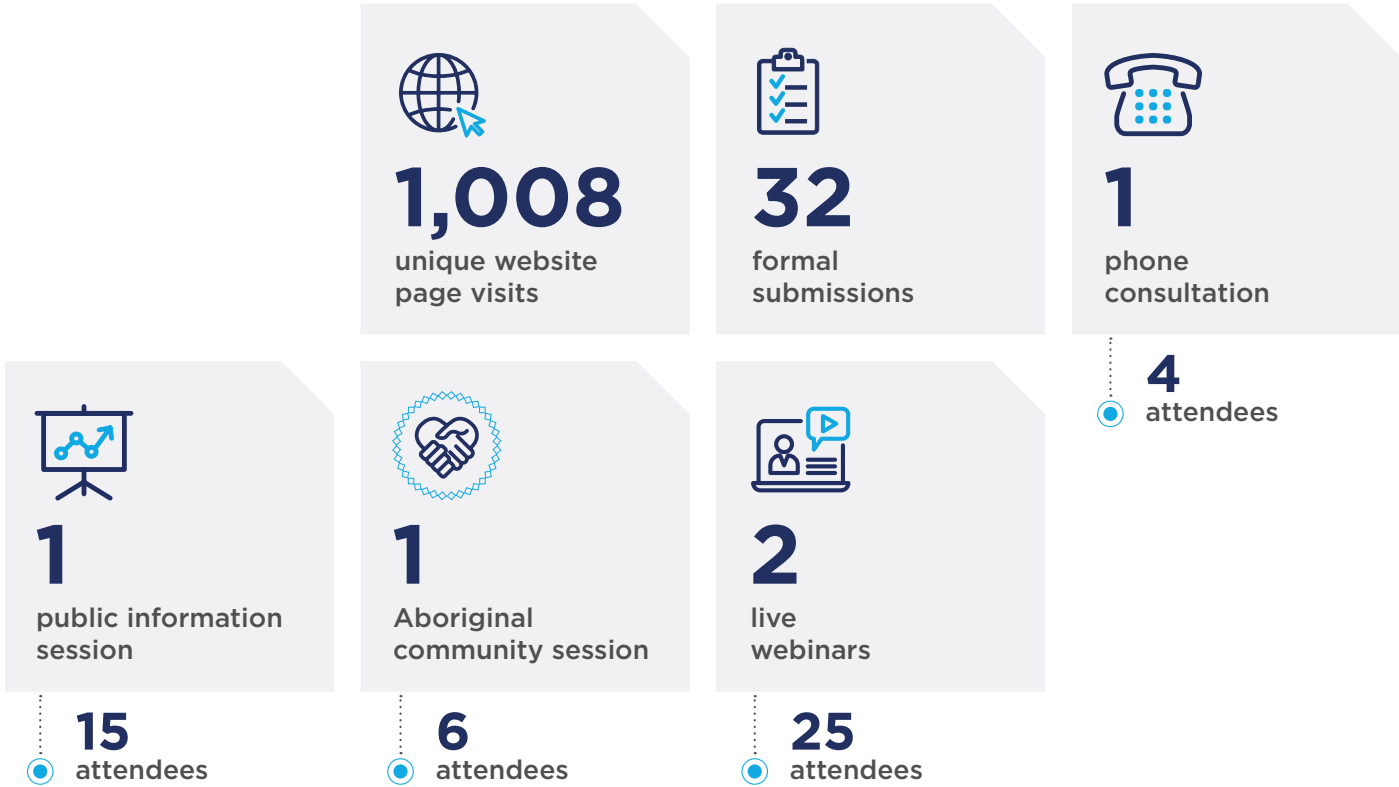 1,008
unique website
page visits
32
formal
submissions
1
phone
consultation
4
attendees
1
public information
session
15
attendees
1
Aboriginal
community session
6
attendees
2
live
webinars
25
attendees